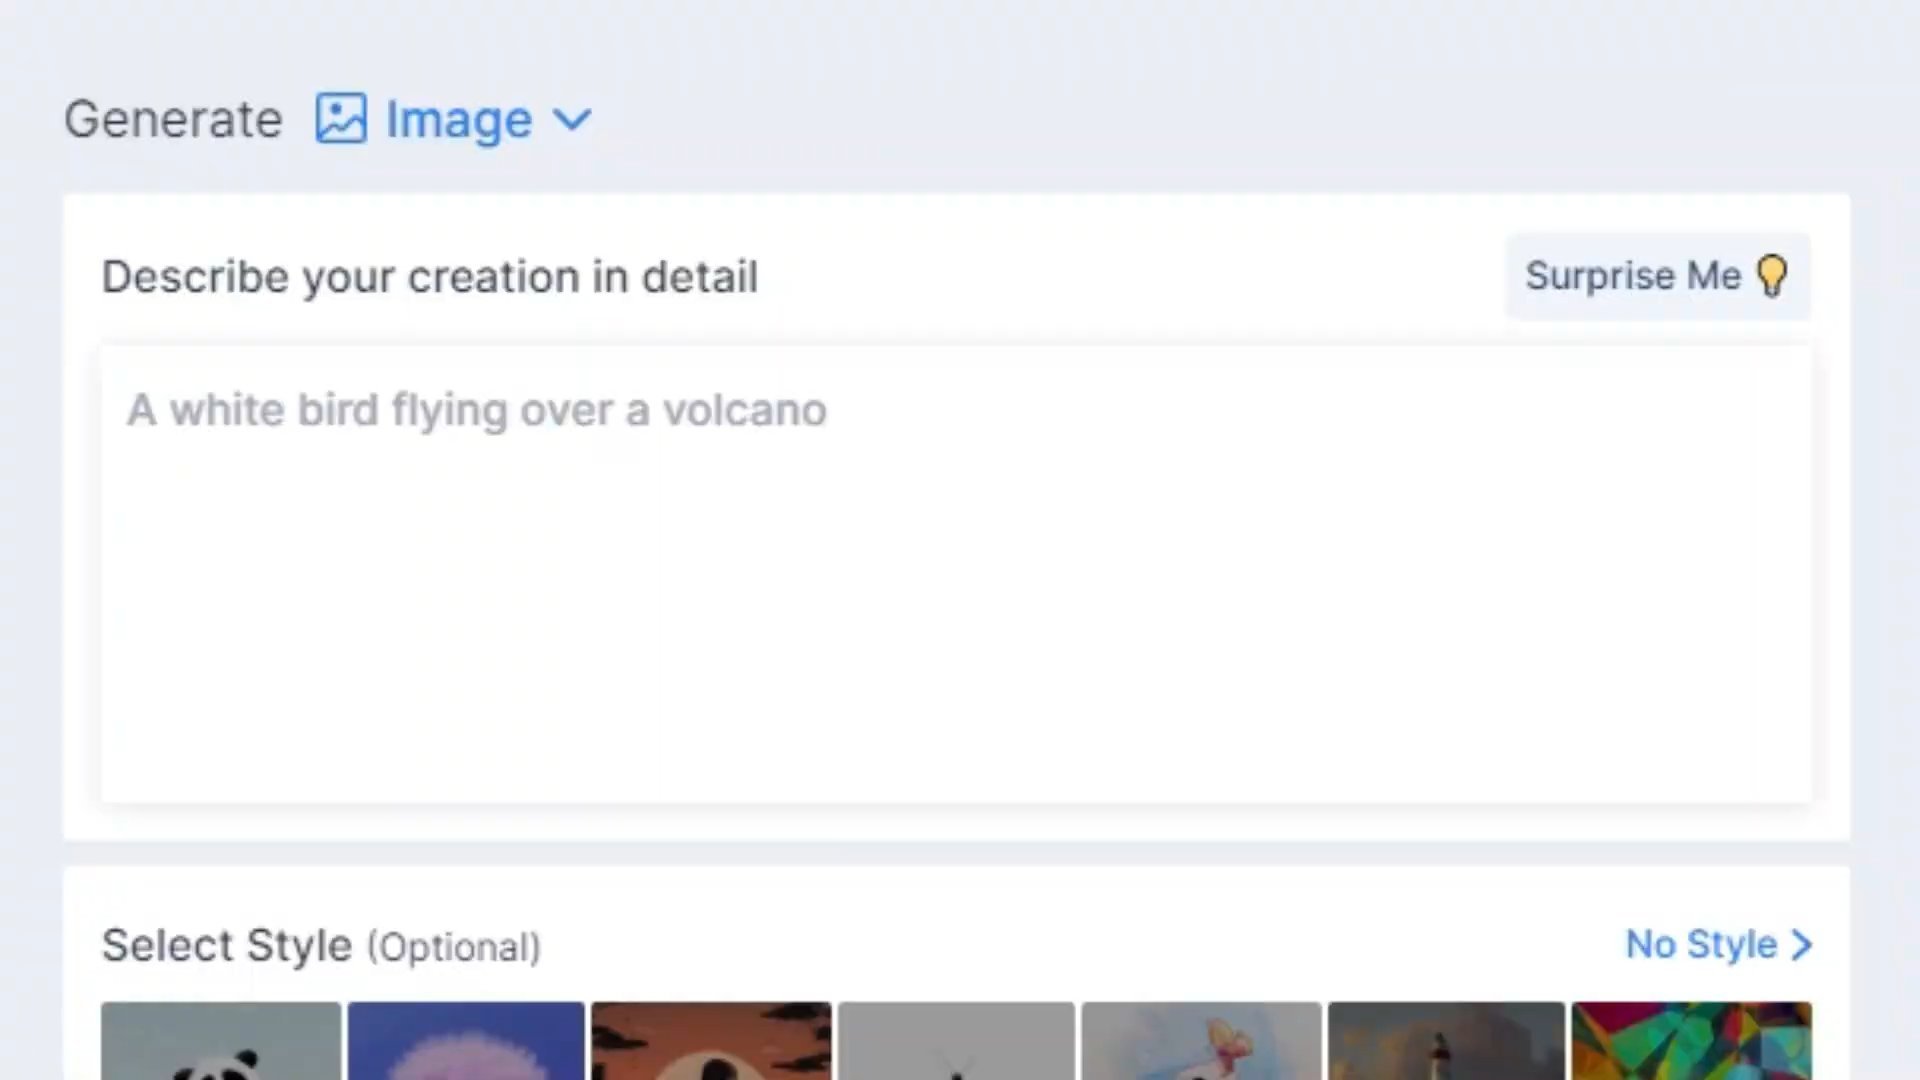 Generate Image
Describe your creation in detail
Surprise Me
A white bird flying over a volcano
Select Style (Optional)
No Style